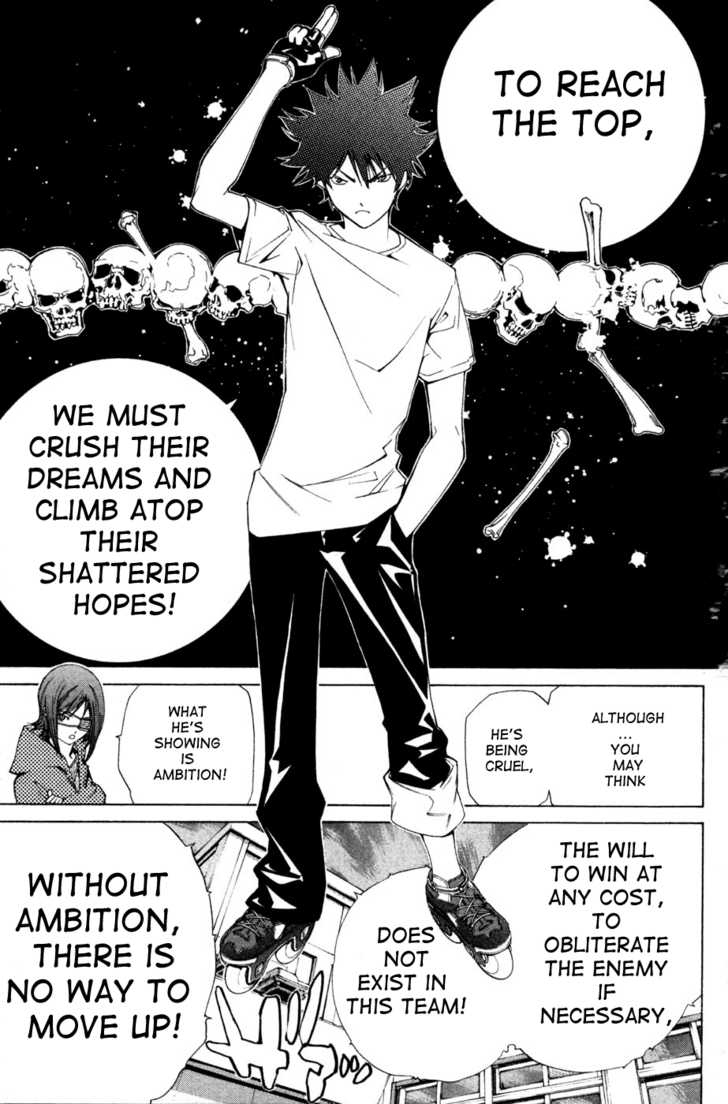 TO REACH
THE TOP,
WE MUST
CRUSH THEIR
DREAMS AND
CLIMB ATOP
THEIR
SHATTERED
HOPES!
ALTHOUGH
...
YOU
MAY
THINK
HE'S
BEING
CRUEL,
WHAT
HE'S
SHOWING
IS
AMBITION!
THE WILL
TO WIN AT
ANY COST,
TO
OBLITERATE
THE ENEMY
IF
NECESSARY,
DOES
NOT
EXIST IN
THIS TEAM!
WITHOUT
AMBITION,
THERE IS
NO WAY TO
MOVE UP!